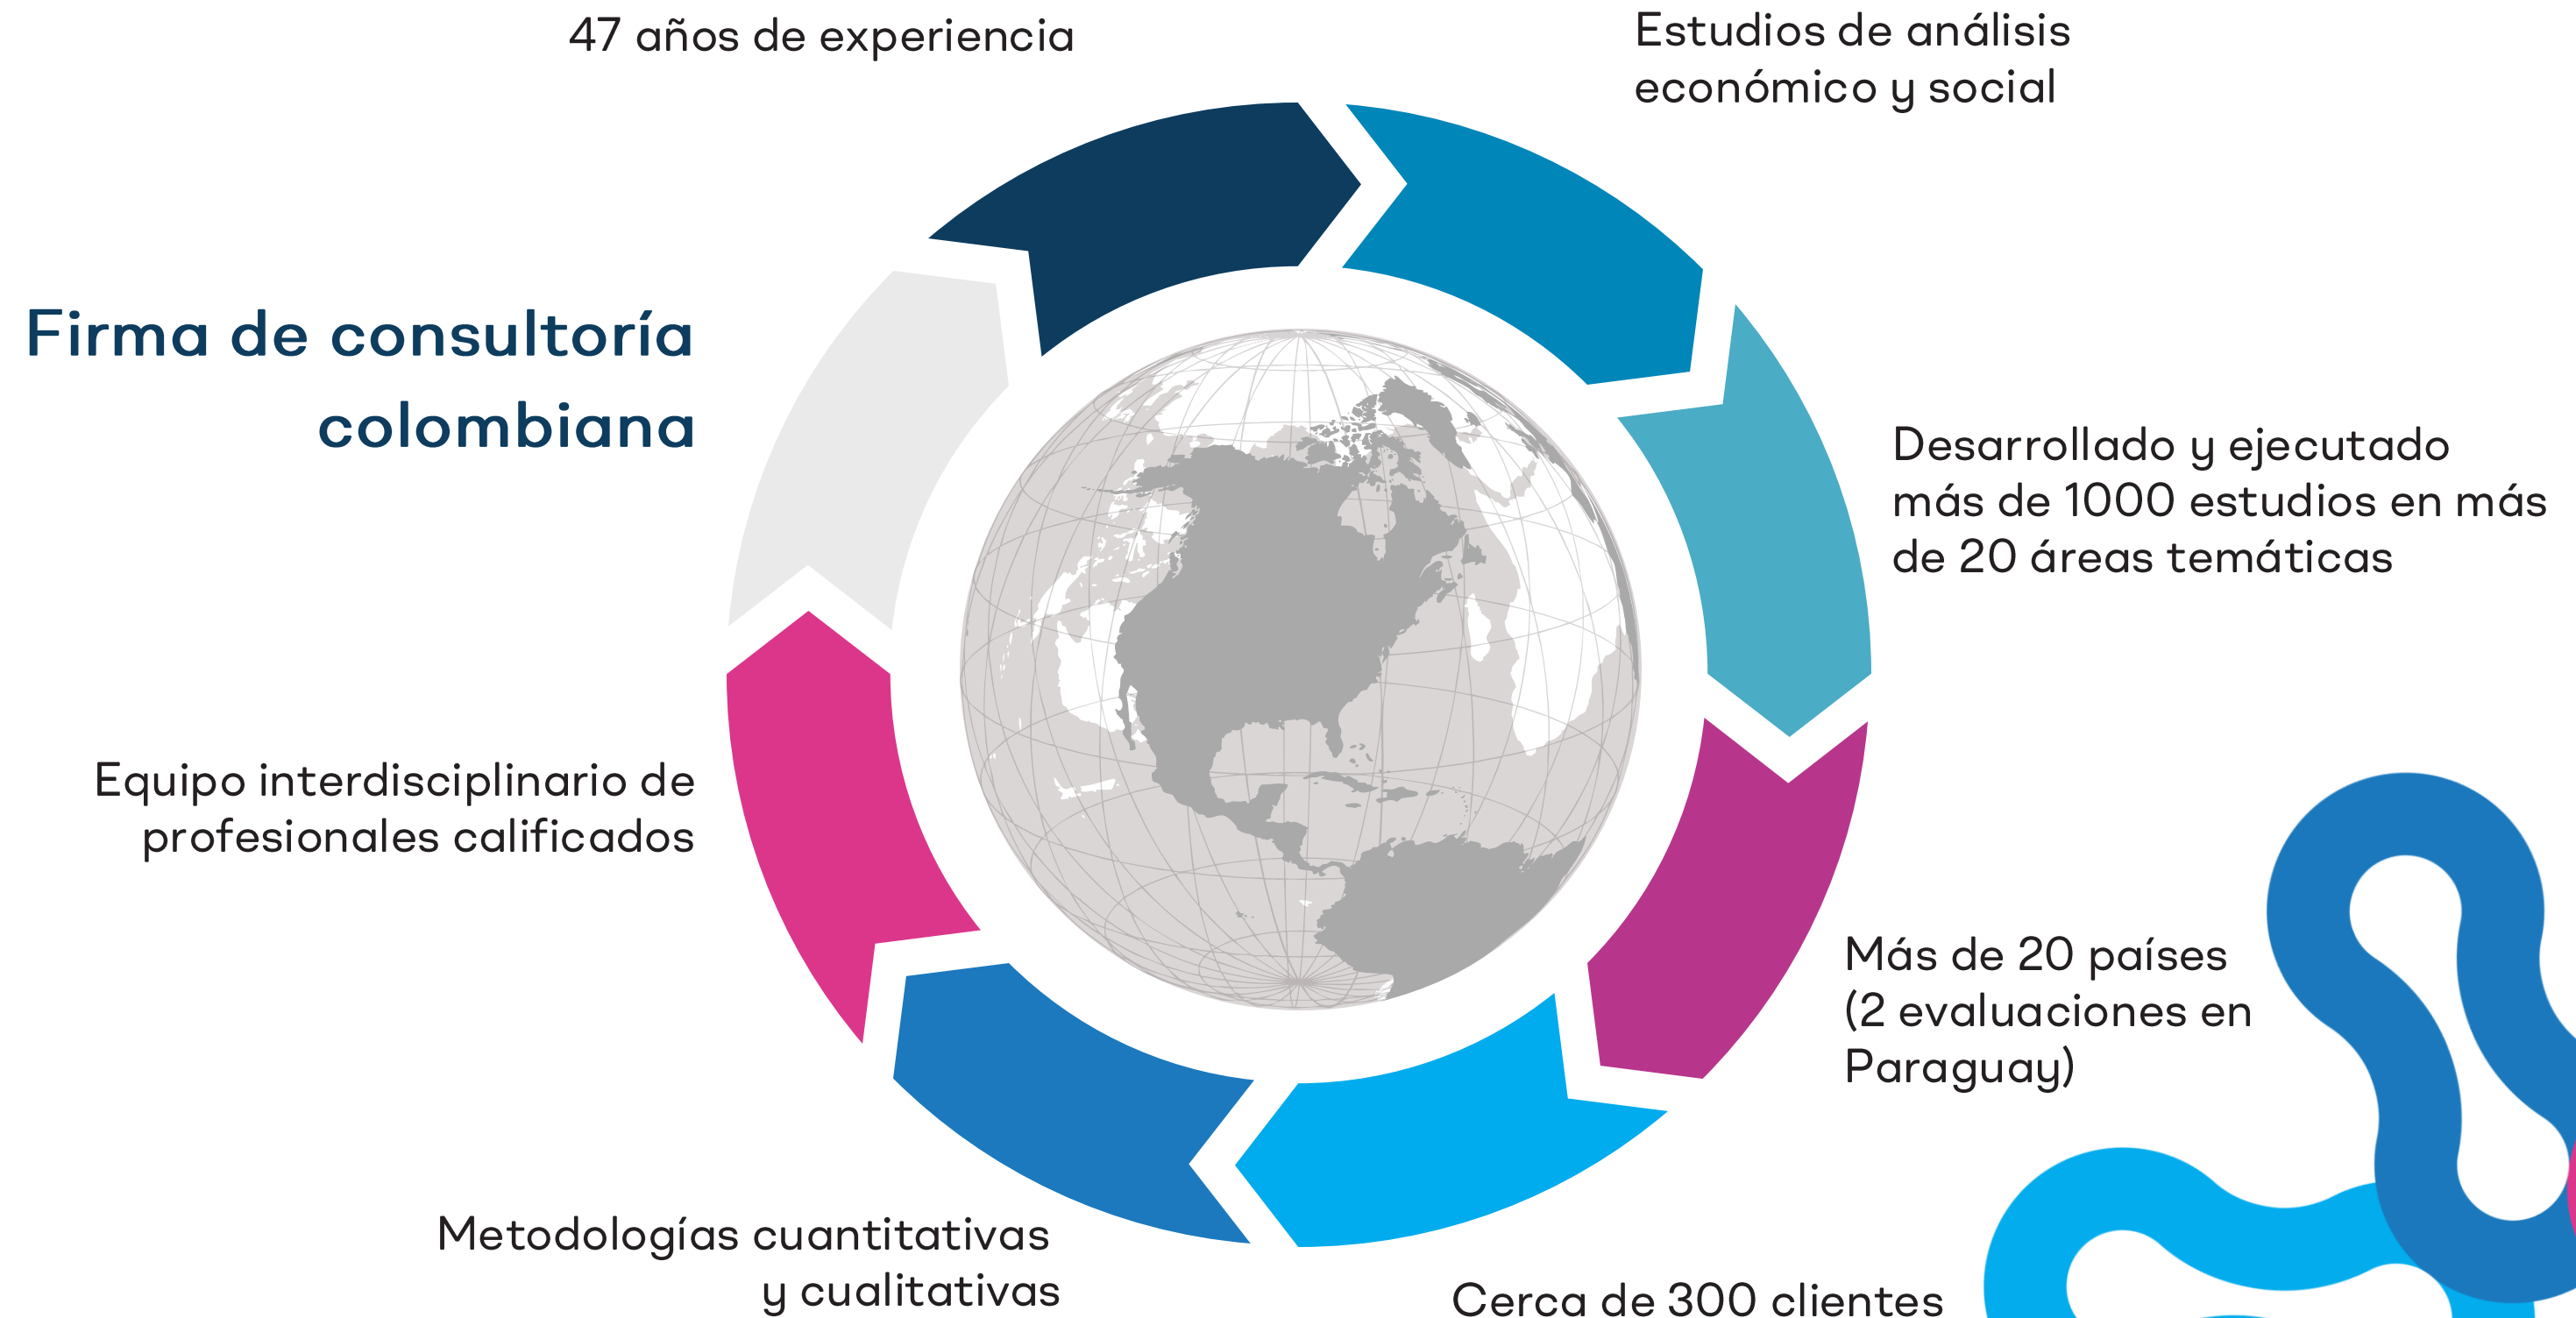 47 años de experiencia
Estudios de análisis
económico y social
Firma de consultoría
colombiana
Desarrollado y ejecutado
más de 1000 estudios en más
de 20 áreas temáticas
Equipo interdisciplinario de
profesionales calificados
Más de 20 países
(2 evaluaciones en
Paraguay)
Metodologías cuantitativas
y cualitativas
Cerca de 300 clientes